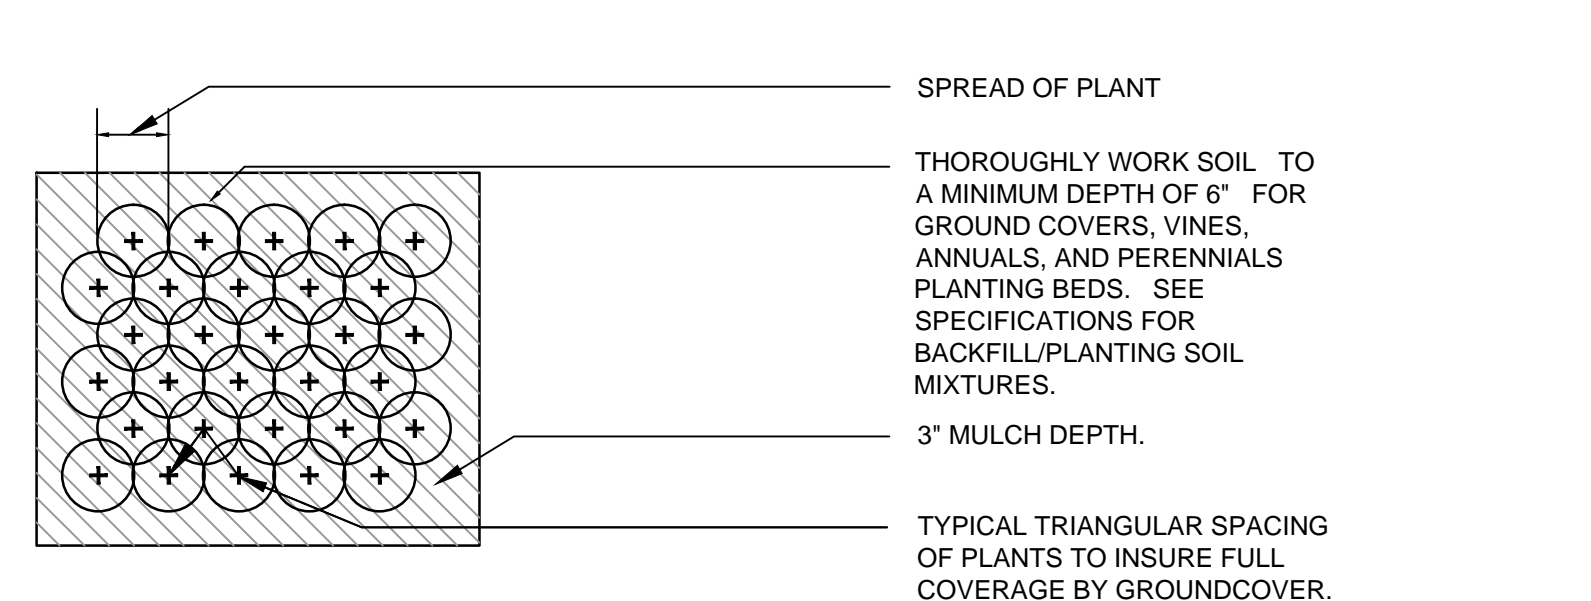 SPREAD OF PLANT
THOROUGHLY WORK SOIL TO
A MINIMUM DEPTH OF 6" FOR
GROUND COVERS, VINES,
ANNUALS, AND PERENNIALS
PLANTING BEDS. SEE
SPECIFICATIONS FOR
BACKFILL/PLANTING SOIL
MIXTURES.
3" MULCH DEPTH.
TYPICAL TRIANGULAR SPACING
OF PLANTS TO INSURE FULL
COVERAGE BY GROUNDCOVER.